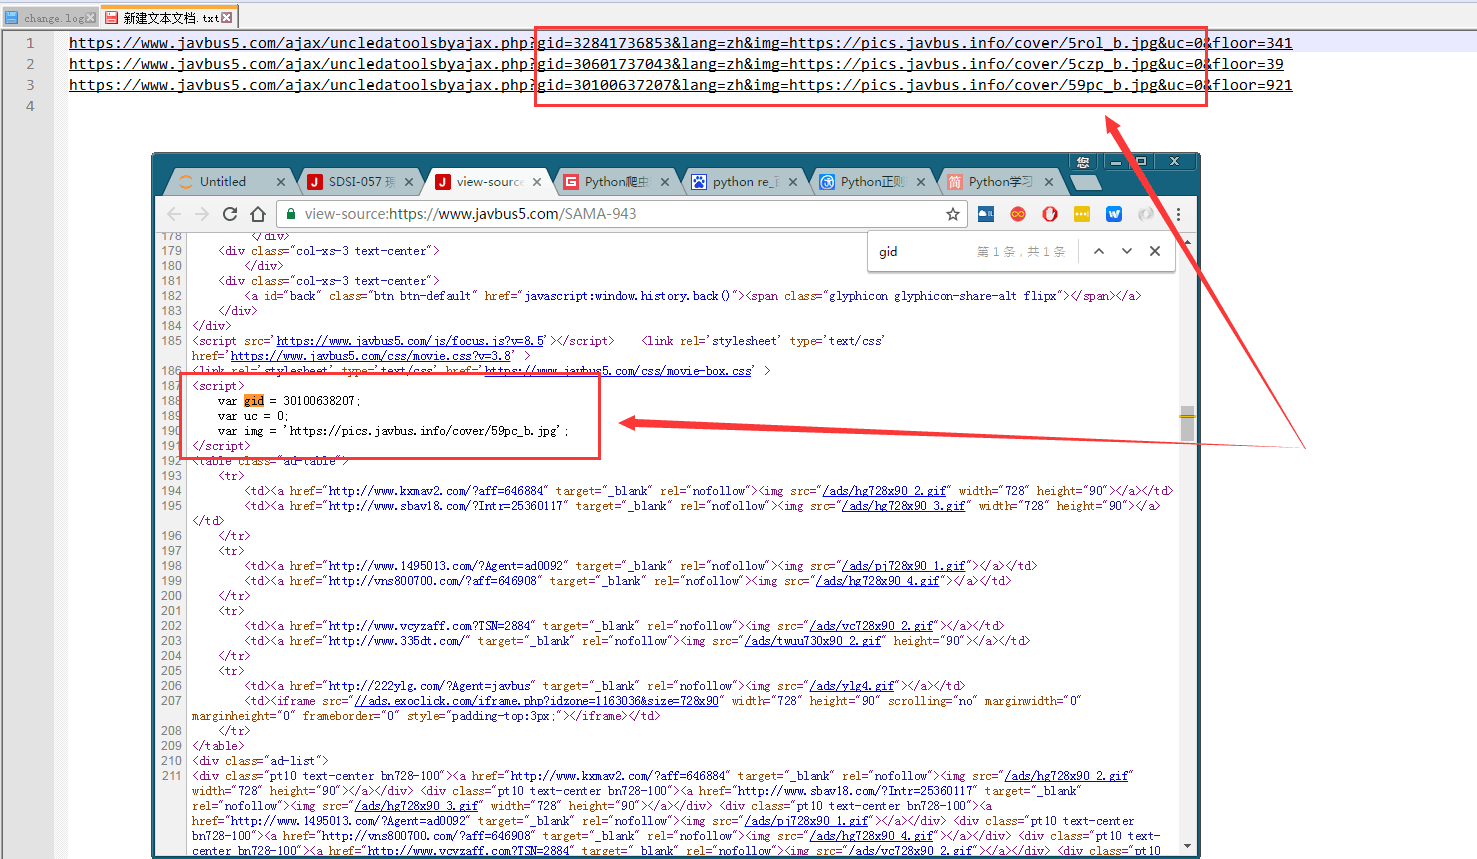 change.log
新建文本文档.txt
1 https://www.javbus5.com/ajax/uncledatoolsbyajax.php?gid=32841736853&lang=zh&img=https://pics.javbus.info/cover/5rol_b.jpg&uc=0&floor=341
2 https://www.javbus5.com/ajax/uncledatoolsbyajax.php?gid=30601737043&lang=zh&img=https://pics.javbus.info/cover/5czp_b.jpg&uc=0&floor=39
3 https://www.javbus5.com/ajax/uncledatoolsbyajax.php?gid=30100637207&lang=zh&img=https://pics.javbus.info/cover/59pc_b.jpg&uc=0&floor=921
4
您
Untitled
SDSI-057
view-source
Python爬虫
python re_
Python正则
Python学习
view-source:https://www.javbus5.com/SAMA-943
gid 第 1 条，共 1 条
178 </div>
179 <div class="col-xs-3 text-center">
180 </div>
181 <div class="col-xs-3 text-center">
182 <a id="back" class="btn btn-default" href="javascript:window.history.back()"><span class="glyphicon glyphicon-share-alt flipx"></span></a>
183 </div>
184 </div>
185 <script src='https://www.javbus5.com/js/focus.js?v=8.5'></script> <link rel='stylesheet' type='text/css'
href='https://www.javbus5.com/css/movie.css?v=3.8' >
186 <link rel='stylesheet' type='text/css' href='https://www.javbus5.com/css/movie-box.css' >
187 <script>
188 var gid = 30100638207;
189 var uc = 0;
190 var img = 'https://pics.javbus.info/cover/59pc_b.jpg';
191 </script>
192 <table class="ad-table">
193 <tr>
194 <td><a href="http://www.kxmav2.com/?aff=646884" target="_blank" rel="nofollow"><img src="/ads/hg728x90_2.gif" width="728" height="90"></a></td>
195 <td><a href="http://www.sbav18.com/?Intr=25360117" target="_blank" rel="nofollow"><img src="/ads/hg728x90_3.gif" width="728" height="90"></a>
</td>
196 </tr>
197 <tr>
198 <td><a href="http://www.1495013.com/?Agent=ad0092" target="_blank" rel="nofollow"><img src="/ads/pj728x90_1.gif"></a></td>
199 <td><a href="http://vns800700.com/?aff=646908" target="_blank" rel="nofollow"><img src="/ads/hg728x90_4.gif"></a></td>
200 </tr>
201 <tr>
202 <td><a href="http://www.vcyzaff.com?TSN=2884" target="_blank" rel="nofollow"><img src="/ads/vc728x90_2.gif"></a></td>
203 <td><a href="http://www.335dt.com/" target="_blank" rel="nofollow"><img src="/ads/twuu730x90_2.gif" height="90"></a></td>
204 </tr>
205 <tr>
206 <td><a href="http://222ylg.com/?Agent=javbus" target="_blank" rel="nofollow"><img src="/ads/ylg4.gif"></a></td>
207 <td><iframe src="//ads.exoclick.com/iframe.php?idzone=1163036&size=728x90" width="728" height="90" scrolling="no" marginwidth="0"
marginheight="0" frameborder="0" style="padding-top:3px;"></iframe></td>
208 </tr>
209 </table>
210 <div class="ad-list">
211 <div class="pt10 text-center bn728-100"><a href="http://www.kxmav2.com/?aff=646884" target="_blank" rel="nofollow"><img src="/ads/hg728x90_2.gif"
width="728" height="90"></a></div> <div class="pt10 text-center bn728-100"><a href="http://www.sbav18.com/?Intr=25360117" target="_blank"
rel="nofollow"><img src="/ads/hg728x90_3.gif" width="728" height="90"></a></div> <div class="pt10 text-center bn728-100"><a
href="http://www.1495013.com/?Agent=ad0092" target="_blank" rel="nofollow"><img src="/ads/pj728x90_1.gif"></a></div> <div class="pt10 text-center
bn728-100"><a href="http://vns800700.com/?aff=646908" target="_blank" rel="nofollow"><img src="/ads/hg728x90_4.gif"></a></div> <div class="pt10 text-
center bn728-100"><a href="http://www.vcyzaff.com?TSN=2884" target="_blank" rel="nofollow"><img src="/ads/vc728x90_2.gif"></a></div> <div class="pt10